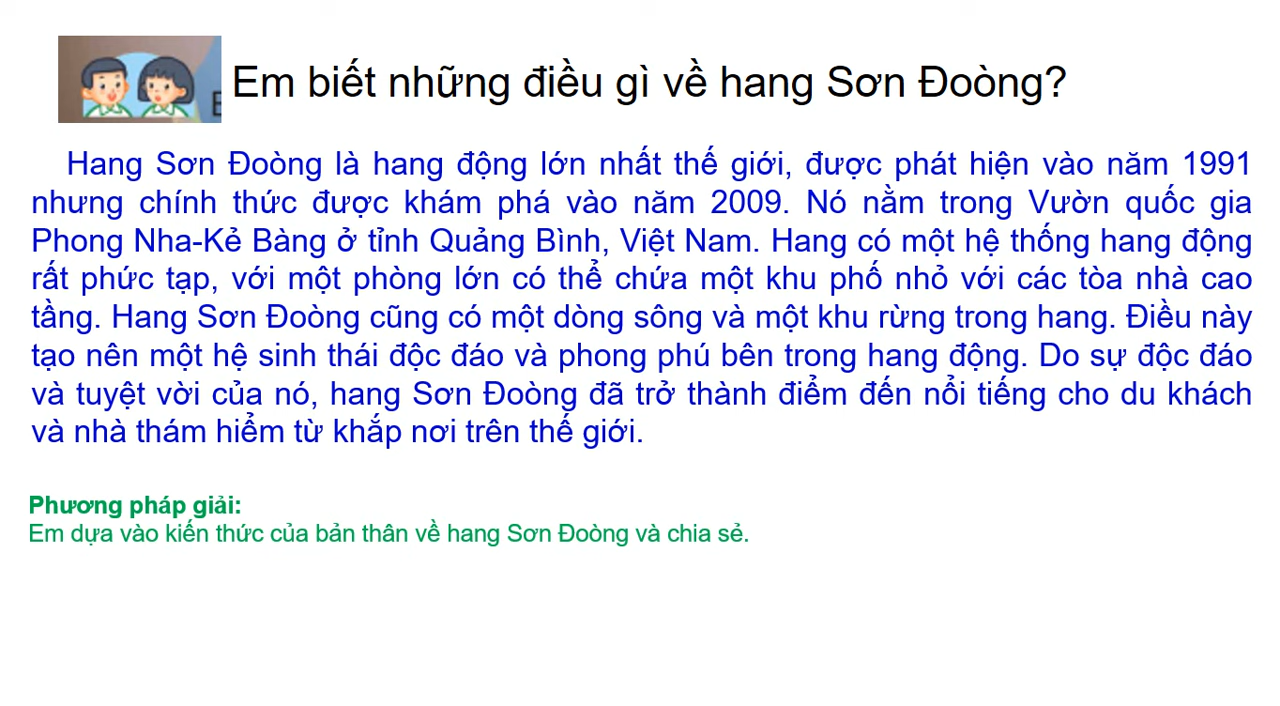 Em biết những điều gì về hang Sơn Đoòng?
Hang Sơn Đoòng là hang động lớn nhất thế giới, được phát hiện vào năm 1991
nhưng chính thức được khám phá vào năm 2009. Nó nằm trong Vườn quốc gia
Phong Nha-Kẻ Bàng ở tỉnh Quảng Bình, Việt Nam. Hang có một hệ thống hang động
rất phức tạp, với một phòng lớn có thể chứa một khu phố nhỏ với các tòa nhà cao
tầng. Hang Sơn Đoòng cũng có một dòng sông và một khu rừng trong hang. Điều này
tạo nên một hệ sinh thái độc đáo và phong phú bên trong hang động. Do sự độc đáo
và tuyệt vời của nó, hang Sơn Đoòng đã trở thành điểm đến nổi tiếng cho du khách
và nhà thám hiểm từ khắp nơi trên thế giới.
Phương pháp giải:
Em dựa vào kiến thức của bản thân về hang Sơn Đoòng và chia sẻ.